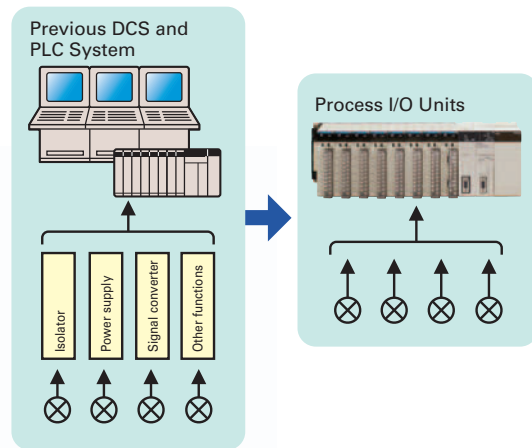 Previous DCS and
PLC System
Isolator
Power supply
Signal converter
Other functions
Process I/O Units